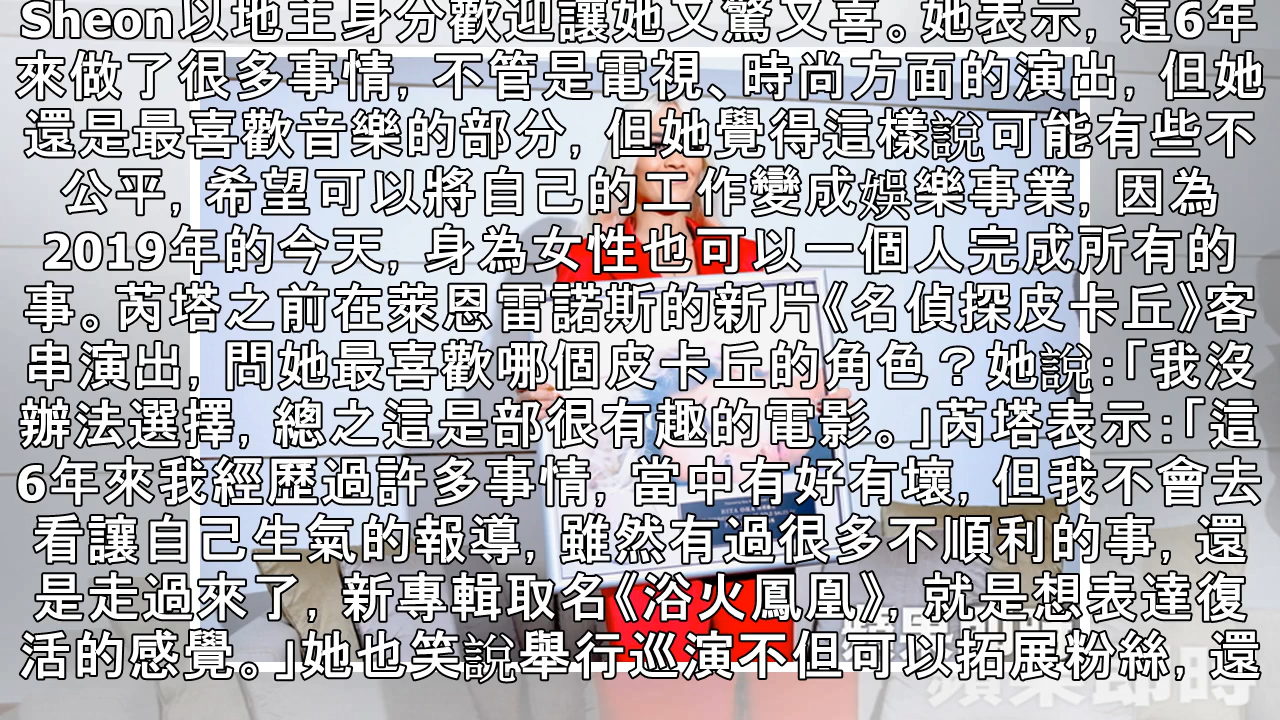 Sheon以地主身分歡迎讓她又驚又喜。她表示, 這6年
來做了很多事情, 不管是電視、時尚方面的演出, 但她
還是最喜歡音樂的部分, 但她覺得這樣說可能有些不
公平, 希望可以將自己的工作變成娛樂事業, 因為
2019年的今天, 身為女性也可以一個人完成所有的
事。芮塔之前在萊恩雷諾斯的新片《名偵探皮卡丘》客
串演出, 問她最喜歡哪個皮卡丘的角色？她說:「我沒
辦法選擇, 總之這是部很有趣的電影。」芮塔表示:「這
6年來我經歷過許多事情, 當中有好有壞, 但我不會去
看讓自己生氣的報導, 雖然有過很多不順利的事, 還
是走過來了, 新專輯取名《浴火鳳凰》, 就是想表達復
活的感覺。」她也笑說舉行巡演不但可以拓展粉絲, 還
RITA ORA
蘋果即時